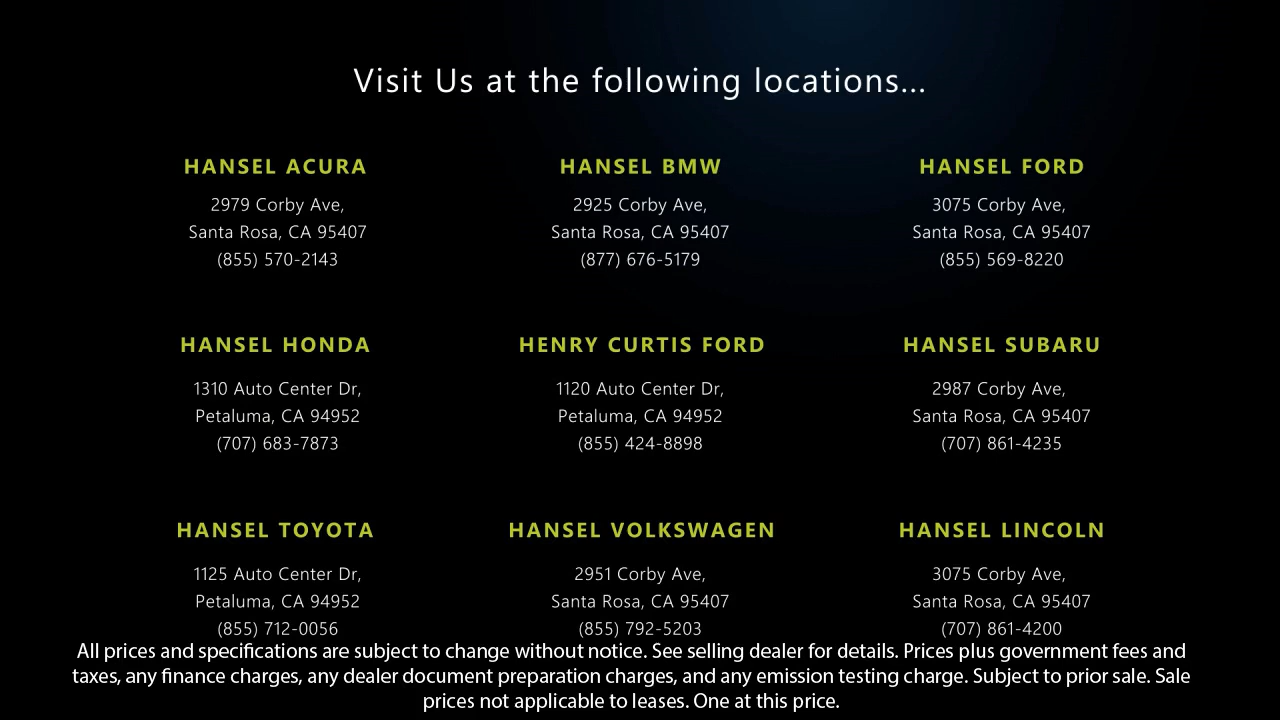 Visit Us at the following locations...
HANSEL ACURA
2979 Corby Ave,
Santa Rosa, CA 95407
(855) 570-2143
HANSEL BMW
2925 Corby Ave,
Santa Rosa, CA 95407
(877) 676-5179
HANSEL FORD
3075 Corby Ave,
Santa Rosa, CA 95407
(855) 569-8220
HANSEL HONDA
1310 Auto Center Dr,
Petaluma, CA 94952
(707) 683-7873
HENRY CURTIS FORD
1120 Auto Center Dr,
Petaluma, CA 94952
(855) 424-8898
HANSEL SUBARU
2987 Corby Ave,
Santa Rosa, CA 95407
(707) 861-4235
HANSEL TOYOTA
1125 Auto Center Dr,
Petaluma, CA 94952
(855) 712-0056
HANSEL VOLKSWAGEN
2951 Corby Ave,
Santa Rosa, CA 95407
(855) 792-5203
HANSEL LINCOLN
3075 Corby Ave,
Santa Rosa, CA 95407
(707) 861-4200
All prices and specifications are subject to change without notice. See selling dealer for details. Prices plus government fees and
taxes, any finance charges, any dealer document preparation charges, and any emission testing charge. Subject to prior sale. Sale
prices not applicable to leases. One at this price.